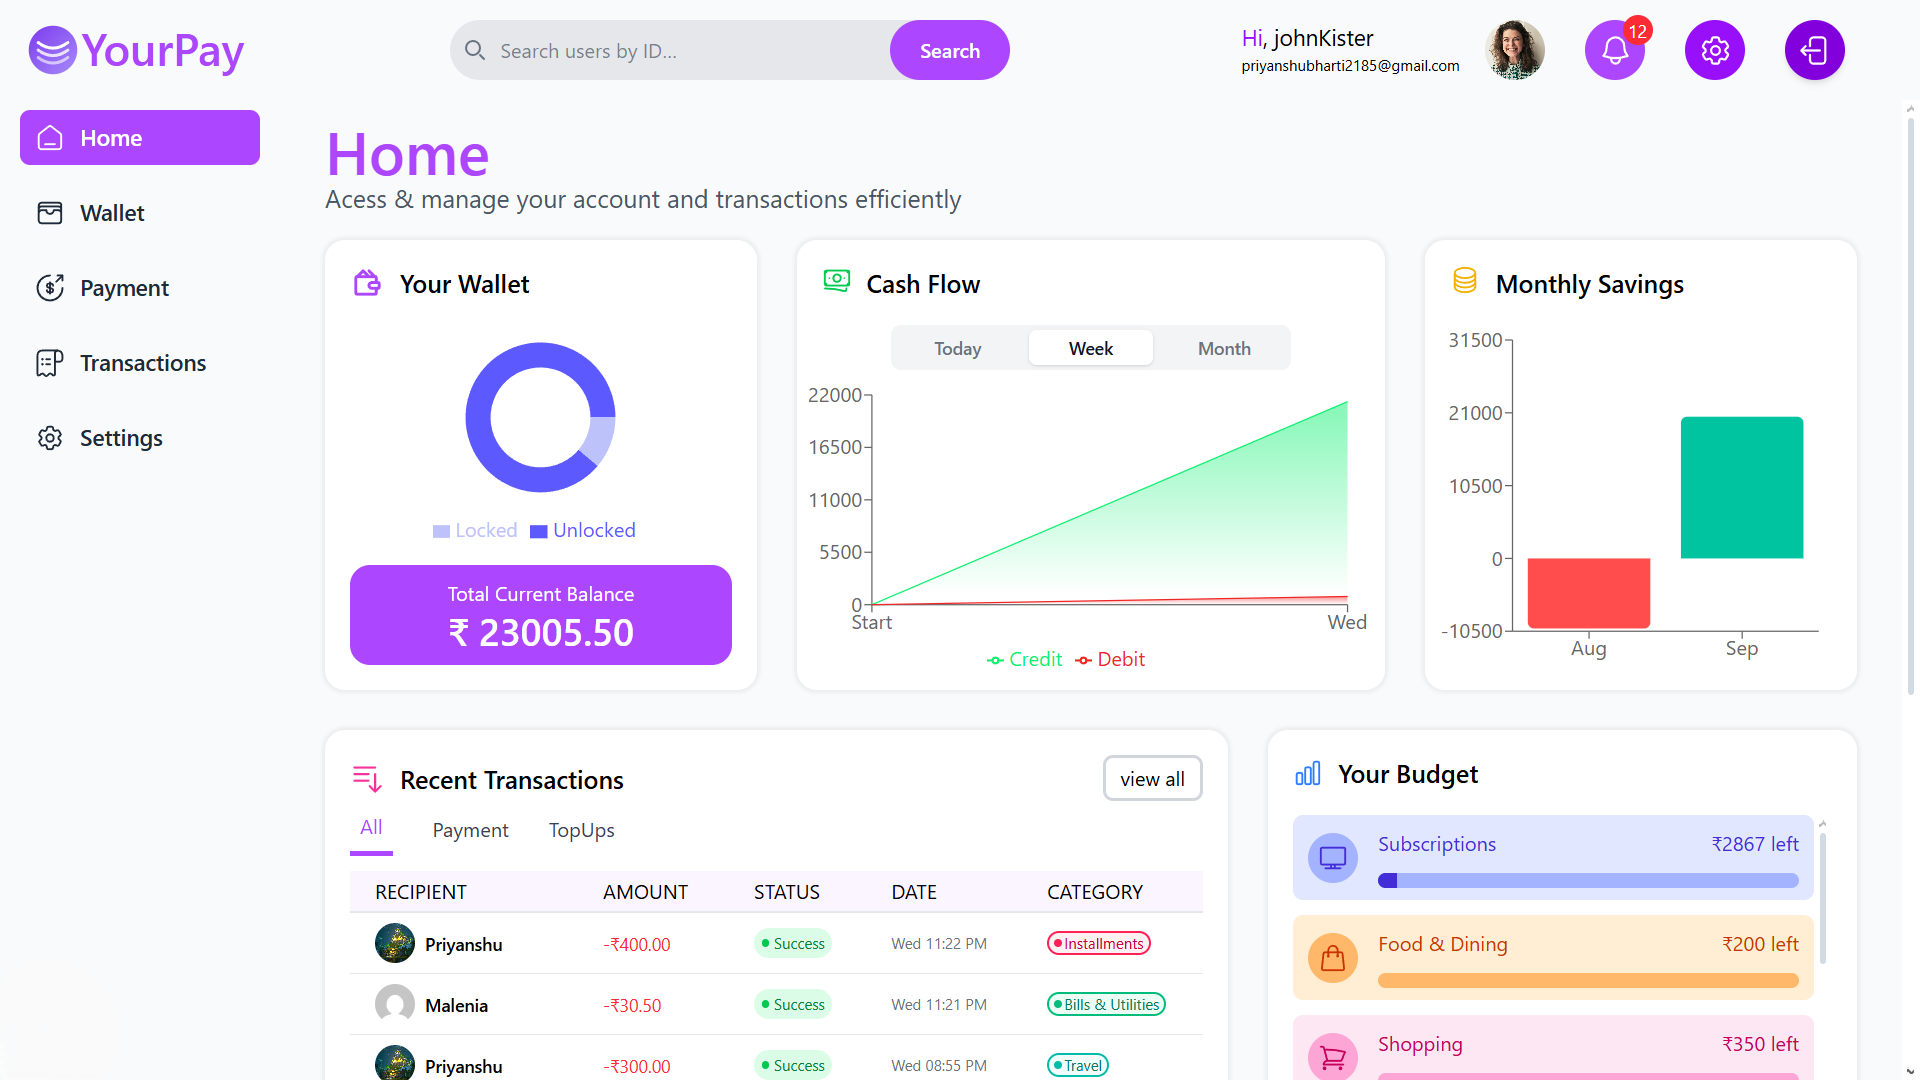 YourPay
Search users by ID...
Search
Hi, johnKister
priyanshubharti2185@gmail.com
12
Home
Wallet
Payment
Transactions
Settings
Home
Acess & manage your account and transactions efficiently
Your Wallet
Locked
Unlocked
Total Current Balance
₹ 23005.50
Cash Flow
Today
Week
Month
22000
16500
11000
5500
0
Start
Wed
Credit
Debit
Monthly Savings
31500
21000
10500
0
-10500
Aug
Sep
Recent Transactions
view all
All
Payment
TopUps
RECIPIENT AMOUNT STATUS DATE CATEGORY
Priyanshu -₹400.00 Success Wed 11:22 PM Installments
Malenia -₹30.50 Success Wed 11:21 PM Bills & Utilities
Priyanshu -₹300.00 Success Wed 08:55 PM Travel
Your Budget
Subscriptions ₹2867 left
Food & Dining ₹200 left
Shopping ₹350 left